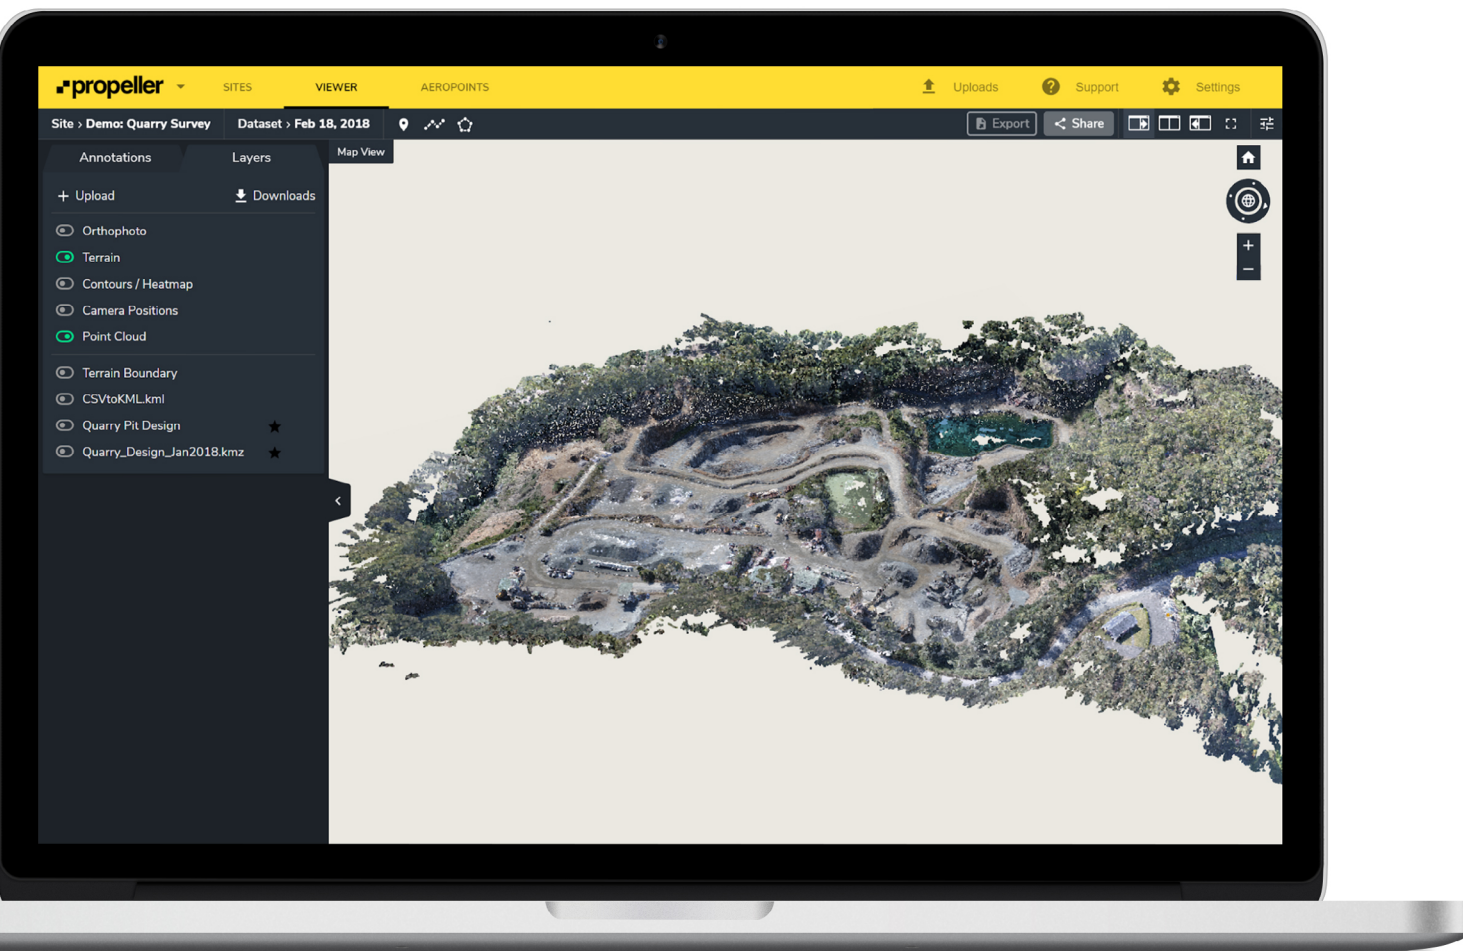 propeller SITES VIEWER AEROPOINTS Uploads Support Settings
Site › Demo: Quarry Survey Dataset › Feb 18, 2018 Export Share
Annotations Layers Map View
+ Upload Downloads
Orthophoto
Terrain
Contours / Heatmap
Camera Positions
Point Cloud
Terrain Boundary
CSVtoKML.kml
Quarry Pit Design
Quarry_Design_Jan2018.kmz